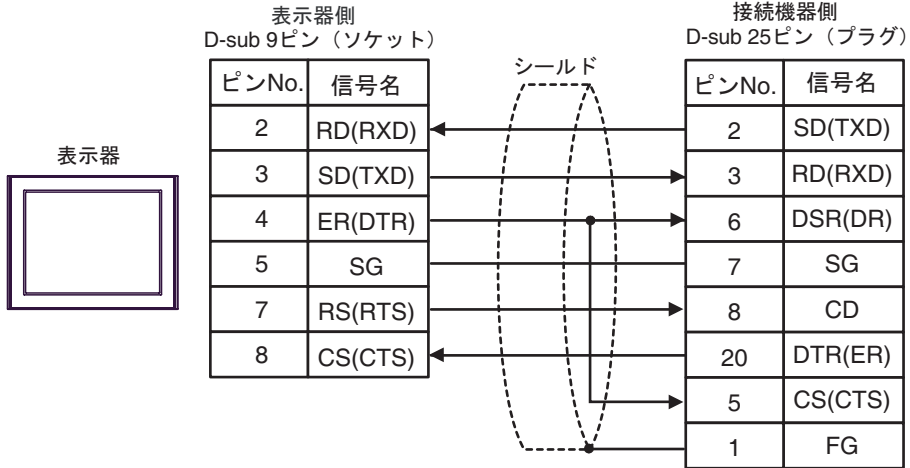 表示器側
D-sub 9ピン（ソケット）
接続機器側
D-sub 25ピン（プラグ）
シールド
表示器
ピンNo. 信号名
2 RD(RXD)
3 SD(TXD)
4 ER(DTR)
5 SG
7 RS(RTS)
8 CS(CTS)
ピンNo. 信号名
2 SD(TXD)
3 RD(RXD)
6 DSR(DR)
7 SG
8 CD
20 DTR(ER)
5 CS(CTS)
1 FG